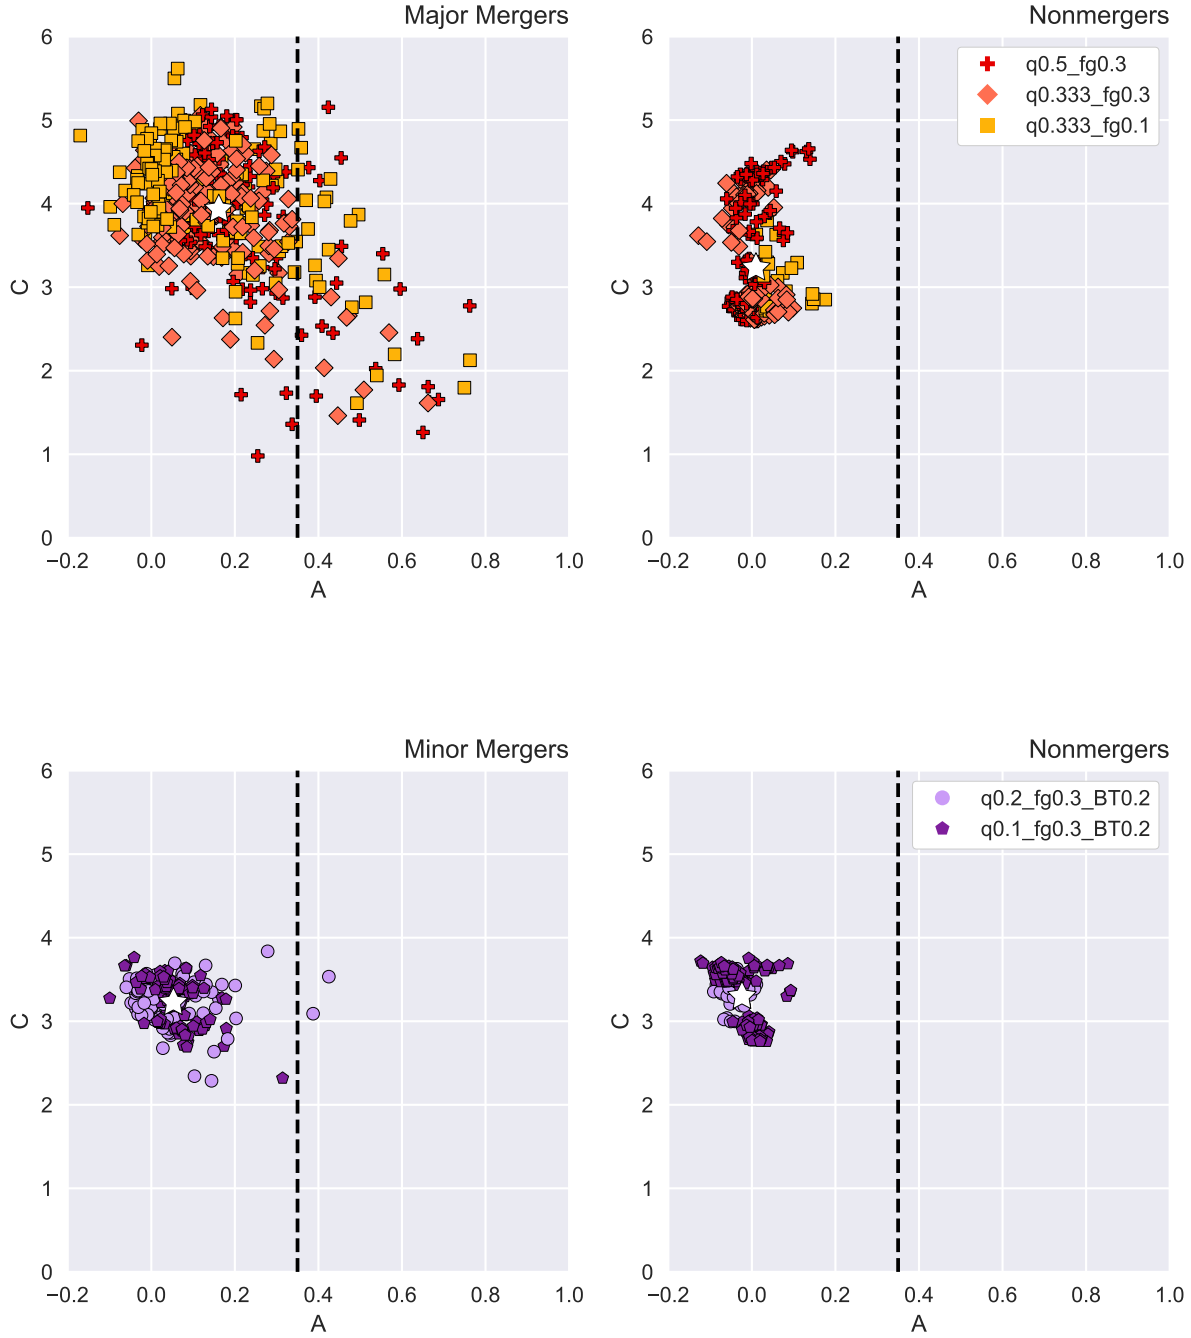 Major Mergers
6
5
4
3
2
1
0
C
−0.2 0.0 0.2 0.4 0.6 0.8 1.0
A
Nonmergers
q0.5_fg0.3
q0.333_fg0.3
q0.333_fg0.1
6
5
4
3
2
1
0
C
−0.2 0.0 0.2 0.4 0.6 0.8 1.0
A
Minor Mergers
6
5
4
3
2
1
0
C
−0.2 0.0 0.2 0.4 0.6 0.8 1.0
A
Nonmergers
q0.2_fg0.3_BT0.2
q0.1_fg0.3_BT0.2
6
5
4
3
2
1
0
C
−0.2 0.0 0.2 0.4 0.6 0.8 1.0
A